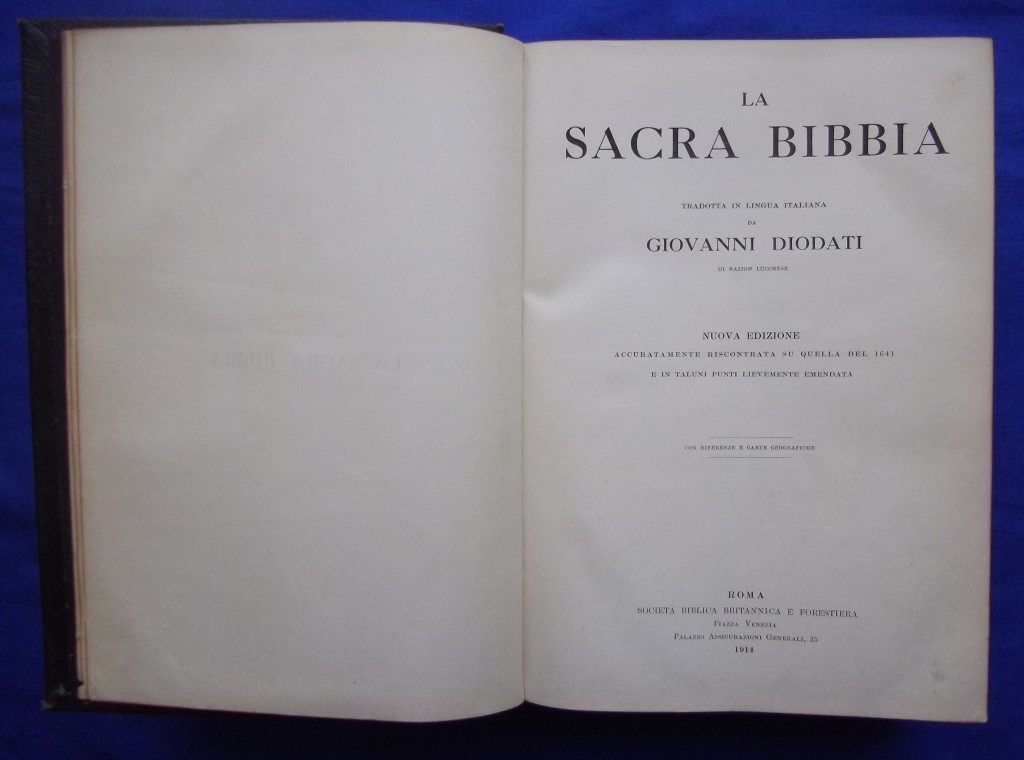 LA
SACRA BIBBIA
TRADOTTA IN LINGUA ITALIANA
DA
GIOVANNI DIODATI
DI NAZION LUCCHESE
NUOVA EDIZIONE
ACCURATAMENTE RISCONTRATA SU QUELLA DEL 1641
E IN TALUNI PUNTI LIEVEMENTE EMENDATA
CON RIFERENZE E CARTE GEOGRAFICHE
ROMA
SOCIETA BIBLICA BRITANNICA E FORESTIERA
PIAZZA VENEZIA
PALAZZO ASSICURAZIONI GENERALI, 25
1914